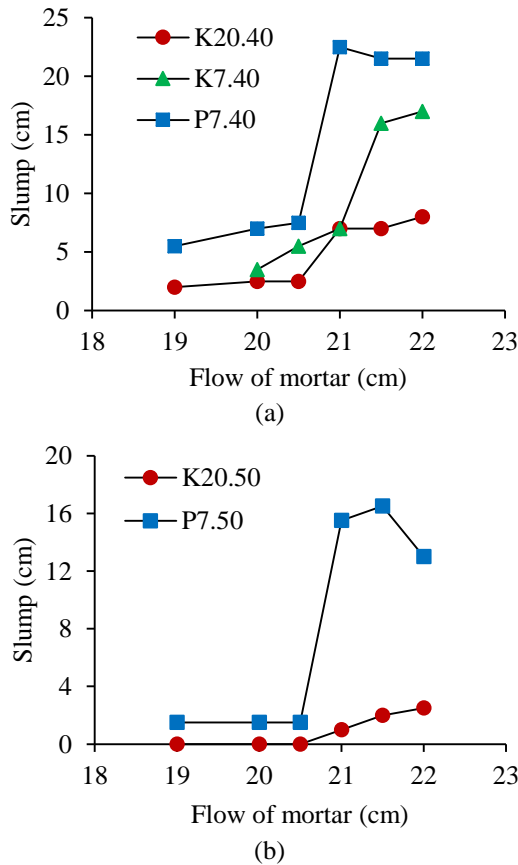 25
20
15
10
5
0
Slump (cm)
K20.40
K7.40
P7.40
18 19 20 21 22 23
Flow of mortar (cm)
(a)
20
16
12
8
4
0
Slump (cm)
K20.50
P7.50
18 19 20 21 22 23
Flow of mortar (cm)
(b)